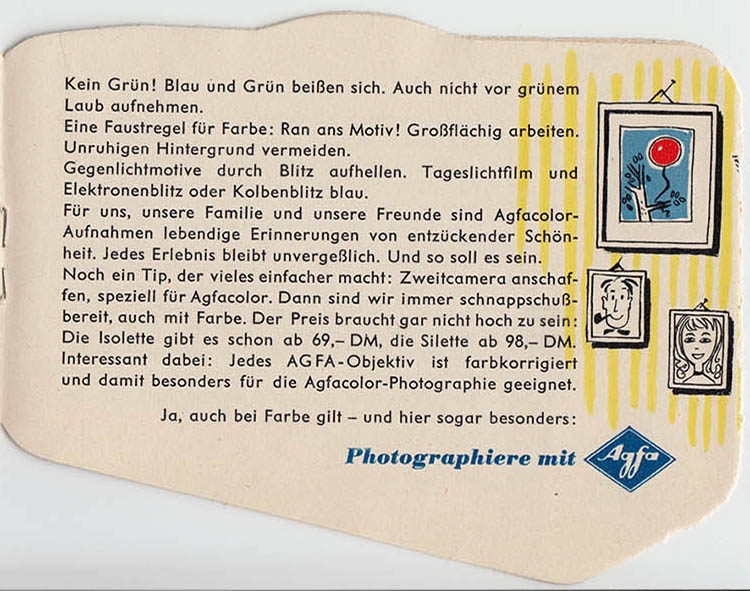 Kein Grün! Blau und Grün beißen sich. Auch nicht vor grünem
Laub aufnehmen.
Eine Faustregel für Farbe: Ran ans Motiv! Großflächig arbeiten.
Unruhigen Hintergrund vermeiden.
Gegenlichtmotive durch Blitz aufhellen. Tageslichtfilm und
Elektronenblitz oder Kolbenblitz blau.
Für uns, unsere Familie und unsere Freunde sind Agfacolor-
Aufnahmen lebendige Erinnerungen von entzückender Schön-
heit. Jedes Erlebnis bleibt unvergeßlich. Und so soll es sein.
Noch ein Tip, der vieles einfacher macht: Zweitcamera anschaf-
fen, speziell für Agfacolor. Dann sind wir immer schnappschuß-
bereit, auch mit Farbe. Der Preis braucht gar nicht hoch zu sein:
Die Isolette gibt es schon ab 69,– DM, die Silette ab 98,– DM.
Interessant dabei: Jedes AGFA-Objektiv ist farbkorrigiert
und damit besonders für die Agfacolor-Photographie geeignet.
Ja, auch bei Farbe gilt – und hier sogar besonders:
Photographiere mit Agfa